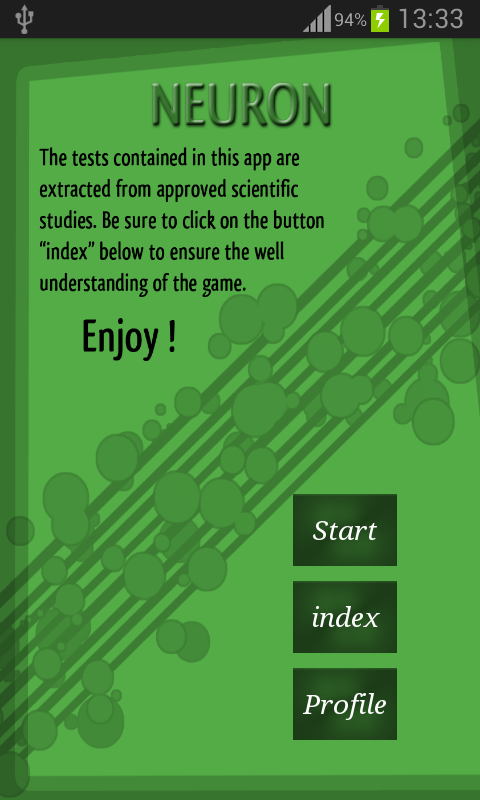 94% 13:33
NEURON
The tests contained in this app are
extracted from approved scientific
studies. Be sure to click on the button
“index” below to ensure the well
understanding of the game.
Enjoy !
Start
index
Profile